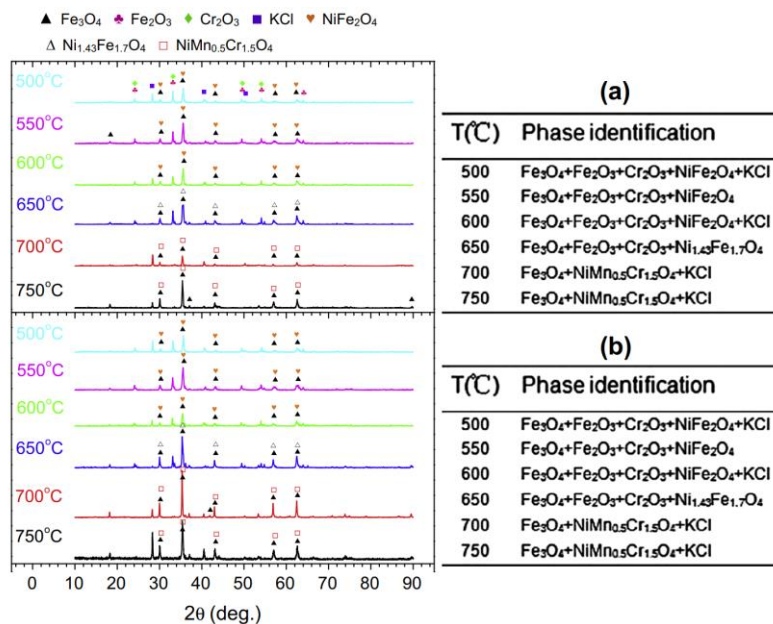 Fe₃O₄ Fe₂O₃ Cr₂O₃ KCl NiFe₂O₄
Ni₁.₄₃Fe₁.₇O₄ NiMn₀.₅Cr₁.₅O₄
500°C
550°C
600°C
650°C
700°C
750°C
(a)
T(℃) Phase identification
500 Fe₃O₄+Fe₂O₃+Cr₂O₃+NiFe₂O₄+KCl
550 Fe₃O₄+Fe₂O₃+Cr₂O₃+NiFe₂O₄
600 Fe₃O₄+Fe₂O₃+Cr₂O₃+NiFe₂O₄+KCl
650 Fe₃O₄+Fe₂O₃+Cr₂O₃+Ni₁.₄₃Fe₁.₇O₄
700 Fe₃O₄+NiMn₀.₅Cr₁.₅O₄+KCl
750 Fe₃O₄+NiMn₀.₅Cr₁.₅O₄+KCl
500°C
550°C
600°C
650°C
700°C
750°C
0 10 20 30 40 50 60 70 80 90
2θ (deg.)
(b)
T(℃) Phase identification
500 Fe₃O₄+Fe₂O₃+Cr₂O₃+NiFe₂O₄+KCl
550 Fe₃O₄+Fe₂O₃+Cr₂O₃+NiFe₂O₄
600 Fe₃O₄+Fe₂O₃+Cr₂O₃+NiFe₂O₄+KCl
650 Fe₃O₄+Fe₂O₃+Cr₂O₃+Ni₁.₄₃Fe₁.₇O₄
700 Fe₃O₄+NiMn₀.₅Cr₁.₅O₄+KCl
750 Fe₃O₄+NiMn₀.₅Cr₁.₅O₄+KCl